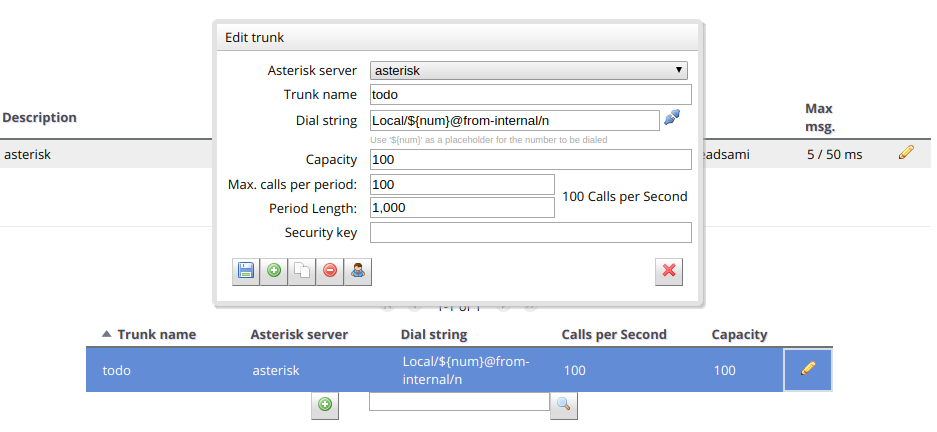 Edit trunk
Asterisk server asterisk
Trunk name todo
Dial string Local/${num}@from-internal/n
Use '${num}' as a placeholder for the number to be dialed
Capacity 100
Max. calls per period: 100
100 Calls per Second
Period Length: 1,000
Security key
Description
Max
msg.
asterisk
eadsami 5 / 50 ms
1-1 of 1
Trunk name Asterisk server Dial string Calls per Second Capacity
todo asterisk Local/${num}@from-
internal/n 100 100